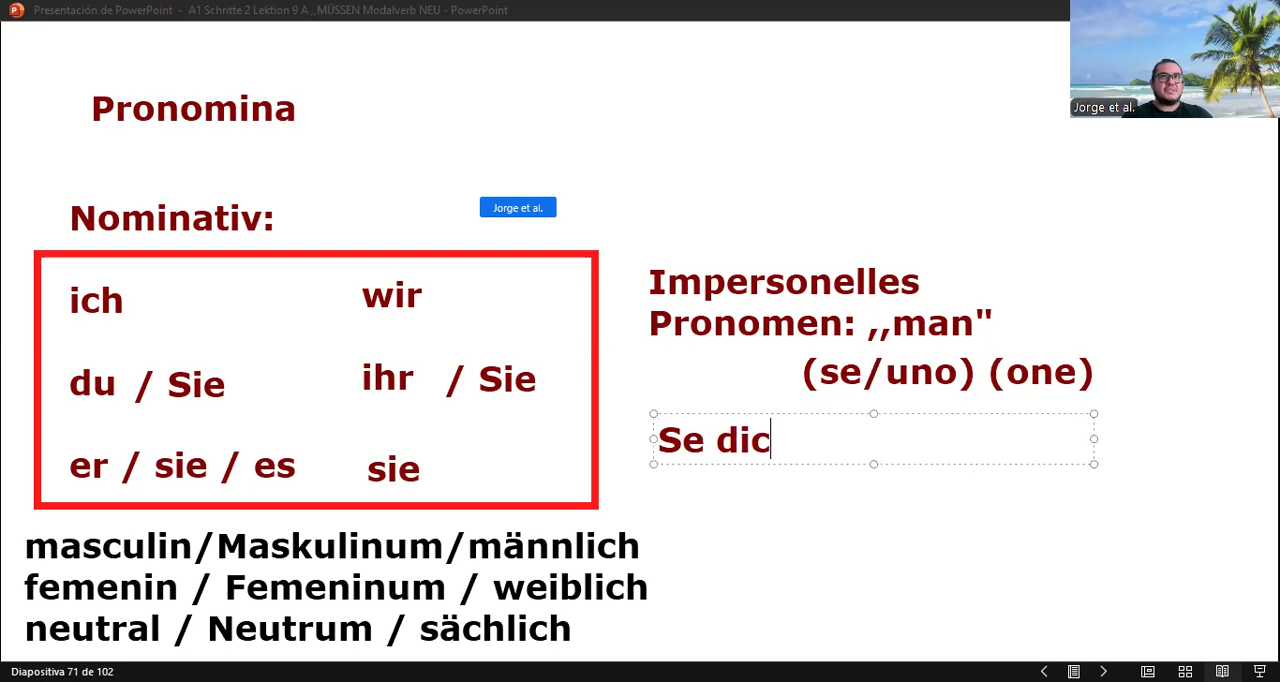 Presentación de PowerPoint - A1 Schritte 2 Lektion 9 A ,,MÜSSEN Modalverb NEU - PowerPoint
Jorge et al.
Pronomina
Nominativ:
Jorge et al.
ich wir
du / Sie ihr / Sie
er / sie / es sie
Impersonelles
Pronomen: ,,man"
(se/uno) (one)
Se dic
masculin/Maskulinum/männlich
femenin / Femeninum / weiblich
neutral / Neutrum / sächlich
Diapositiva 71 de 102